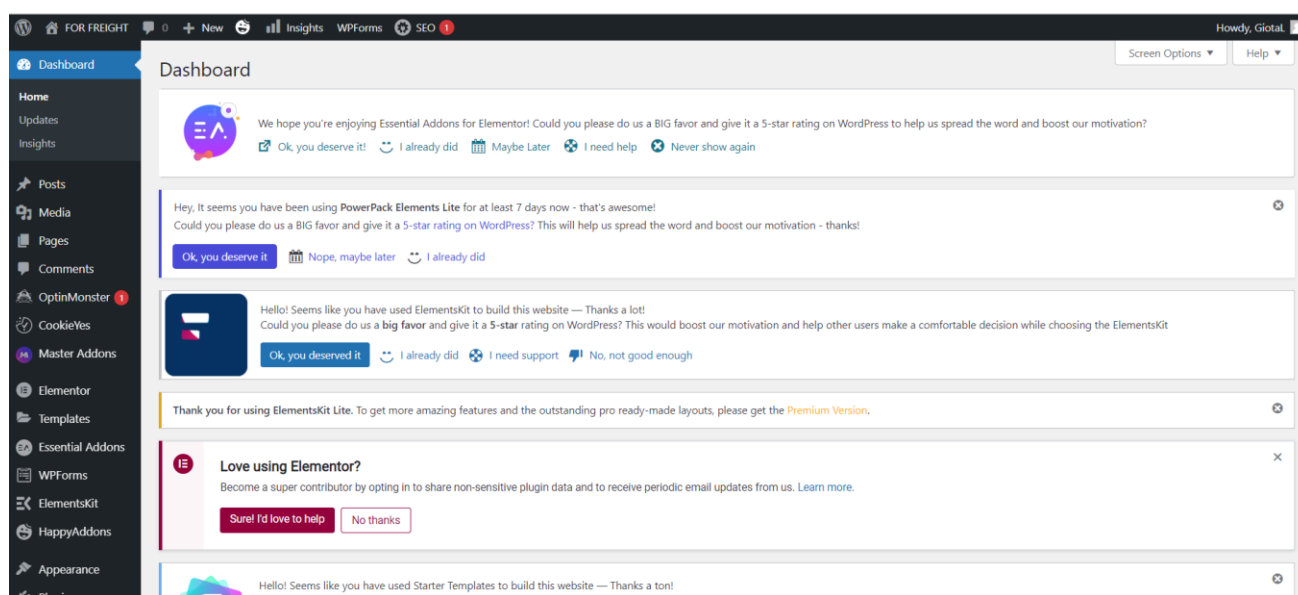 FOR FREIGHT 0 + New Insights WPForms SEO 1 Howdy, GiotaL
Screen Options ▼ Help ▼
Dashboard
Home
Updates
Insights
Posts
Media
Pages
Comments
OptinMonster 1
CookieYes
Master Addons
Elementor
Templates
Essential Addons
WPForms
ElementsKit
HappyAddons
Appearance
Dashboard
We hope you're enjoying Essential Addons for Elementor! Could you please do us a BIG favor and give it a 5-star rating on WordPress to help us spread the word and boost our motivation?
Ok, you deserve it! I already did Maybe Later I need help Never show again
Hey, It seems you have been using PowerPack Elements Lite for at least 7 days now - that's awesome!
Could you please do us a BIG favor and give it a 5-star rating on WordPress? This will help us spread the word and boost our motivation - thanks!
Ok, you deserve it Nope, maybe later I already did
Hello! Seems like you have used ElementsKit to build this website — Thanks a lot!
Could you please do us a big favor and give it a 5-star rating on WordPress? This would boost our motivation and help other users make a comfortable decision while choosing the ElementsKit
Ok, you deserved it I already did I need support No, not good enough
Thank you for using ElementsKit Lite. To get more amazing features and the outstanding pro ready-made layouts, please get the Premium Version.
Love using Elementor?
Become a super contributor by opting in to share non-sensitive plugin data and to receive periodic email updates from us. Learn more.
Sure! I'd love to help No thanks
Hello! Seems like you have used Starter Templates to build this website — Thanks a ton!